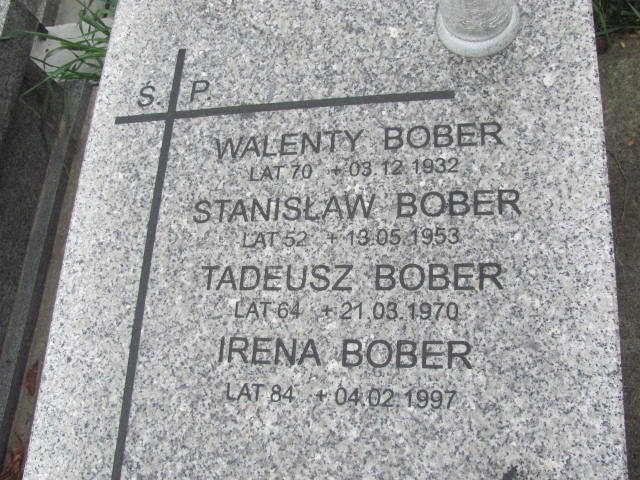 Ś. P.
WALENTY BOBER
LAT 70 + 03.12.1932
STANISŁAW BOBER
LAT 52 + 13.05.1953
TADEUSZ BOBER
LAT 64 + 21.03.1970
IRENA BOBER
LAT 84 + 04.02.1997